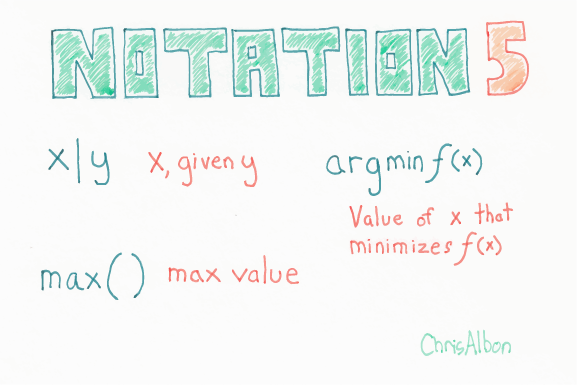 NOTATION 5
x|y x, given y
argmin f(x)
Value of x that
minimizes f(x)
max( ) max value
ChrisAlbon